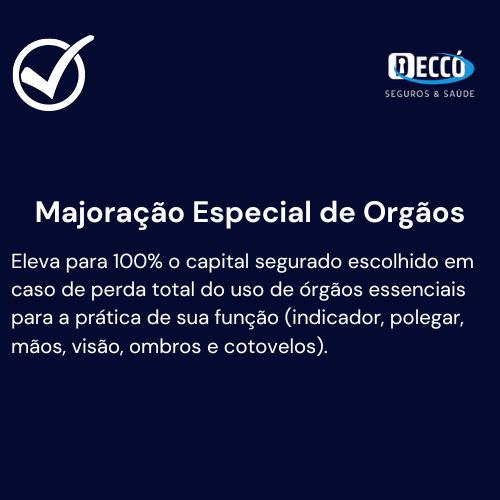 DECCÓ
SEGUROS & SAÚDE
Majoração Especial de Orgãos
Eleva para 100% o capital segurado escolhido em
caso de perda total do uso de órgãos essenciais
para a prática de sua função (indicador, polegar,
mãos, visão, ombros e cotovelos).